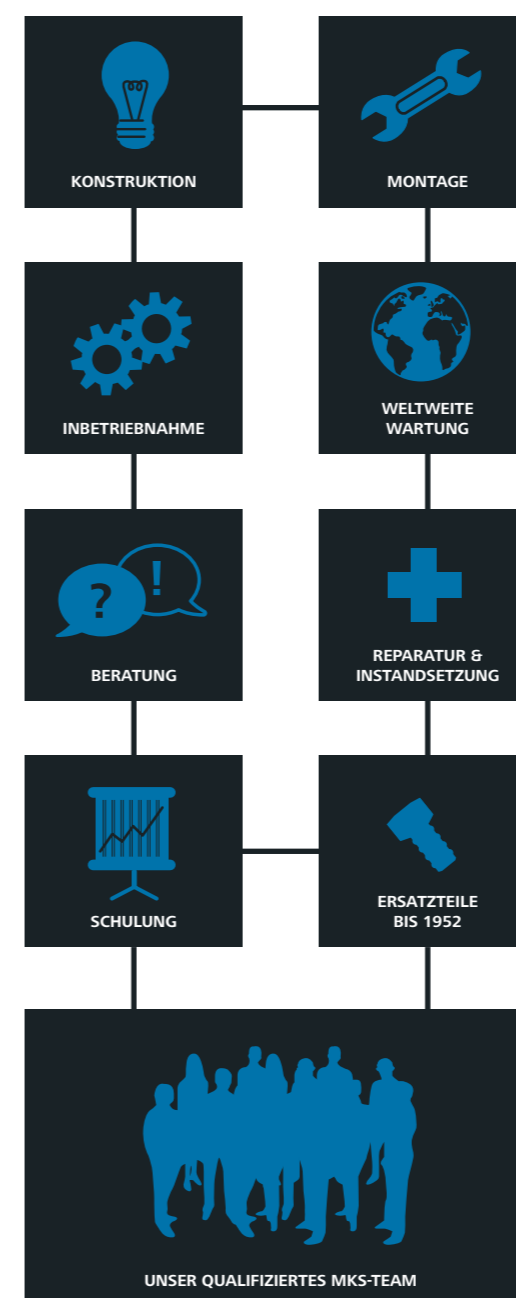 KONSTRUKTION
MONTAGE
INBETRIEBNAHME
WELTWEITE
WARTUNG
?
!
BERATUNG
REPARATUR &
INSTANDSETZUNG
SCHULUNG
ERSATZTEILE
BIS 1952
UNSER QUALIFIZIERTES MKS-TEAM